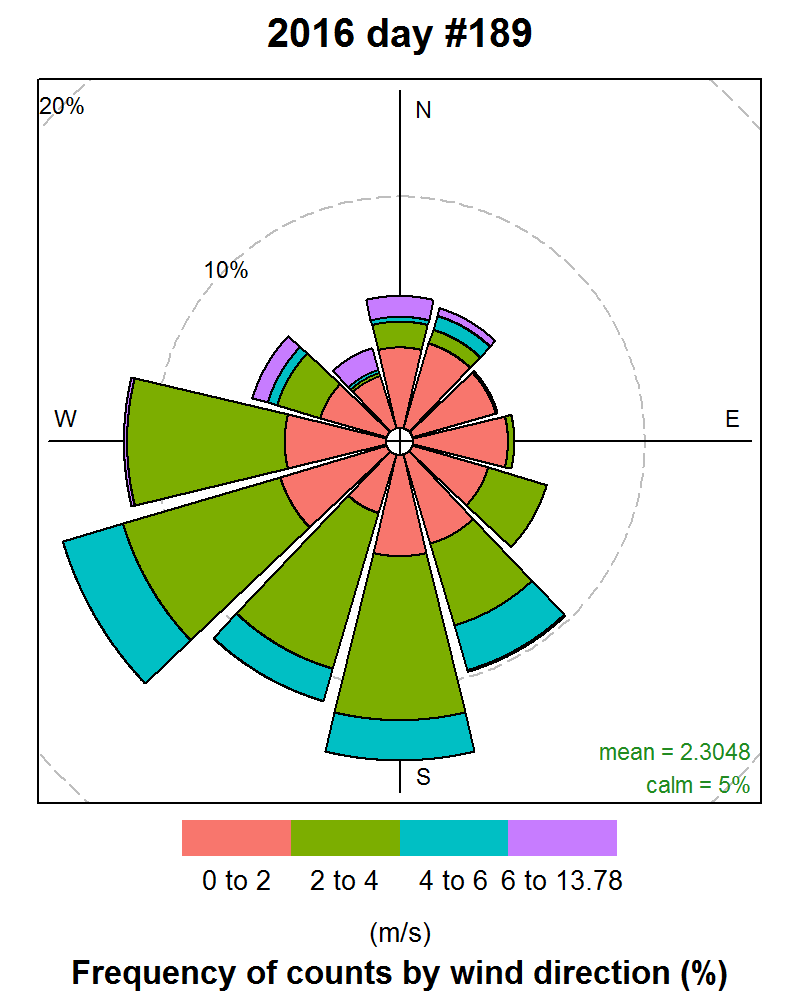 2016 day #189
20%
N
10%
W
E
S
mean = 2.3048
calm = 5%
0 to 2 2 to 4 4 to 6 6 to 13.78
(m/s)
Frequency of counts by wind direction (%)